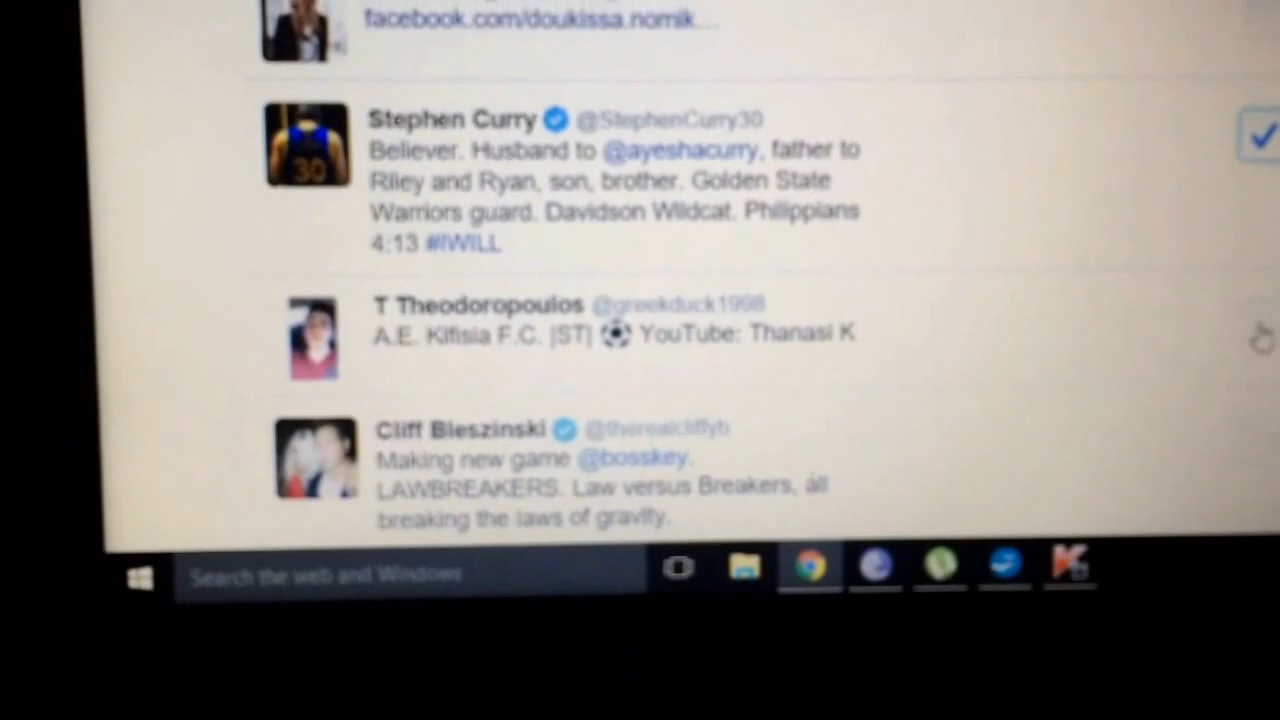 facebook.com/doukissa.nomik...
Stephen Curry @StephenCurry30
Believer. Husband to @ayeshacurry, father to
Riley and Ryan, son, brother. Golden State
Warriors guard. Davidson Wildcat. Philippians
4:13 #IWILL
T Theodoropoulos @greekduck1998
A.E. Kifisia F.C. |ST| ⚽ YouTube: Thanasi K
Cliff Bleszinski @therealcliffyb
Making new game @bosskey.
LAWBREAKERS. Law versus Breakers, all
breaking the laws of gravity.
Search the web and Windows
30